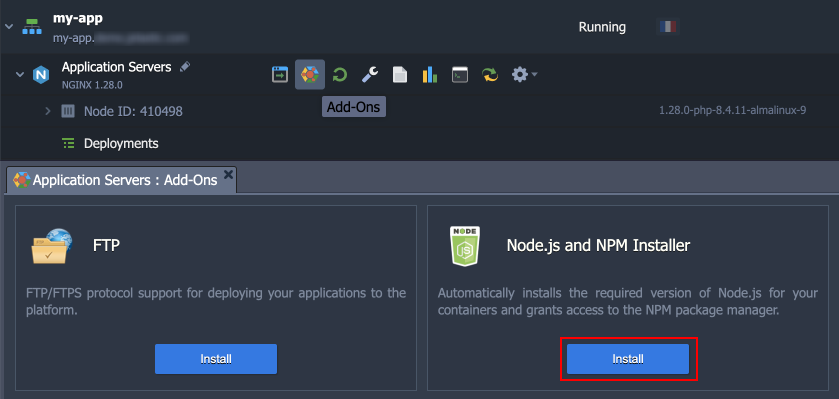 my-app
my-app.
Running
Application Servers
NGINX 1.28.0
Add-Ons
Node ID: 410498
1.28.0-php-8.4.11-almalinux-9
Deployments
Application Servers : Add-Ons
FTP
FTP/FTPS protocol support for deploying your applications to the
platform.
Install
NODE
JS
Node.js and NPM Installer
Automatically installs the required version of Node.js for your
containers and grants access to the NPM package manager.
Install